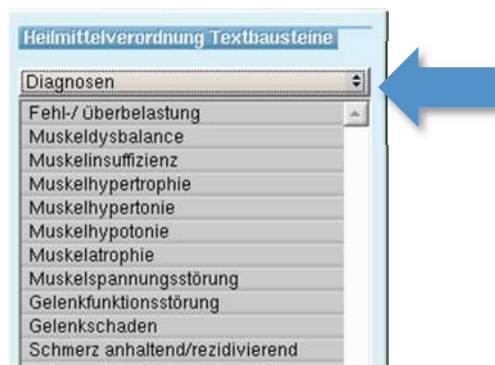 Heilmittelverordnung Textbausteine
Diagnosen
Fehl-/ überbelastung
Muskeldysbalance
Muskelinsuffizienz
Muskelhypertrophie
Muskelhypertonie
Muskelhypotonie
Muskelatrophie
Muskelspannungsstörung
Gelenkfunktionsstörung
Gelenkschaden
Schmerz anhaltend/rezidivierend